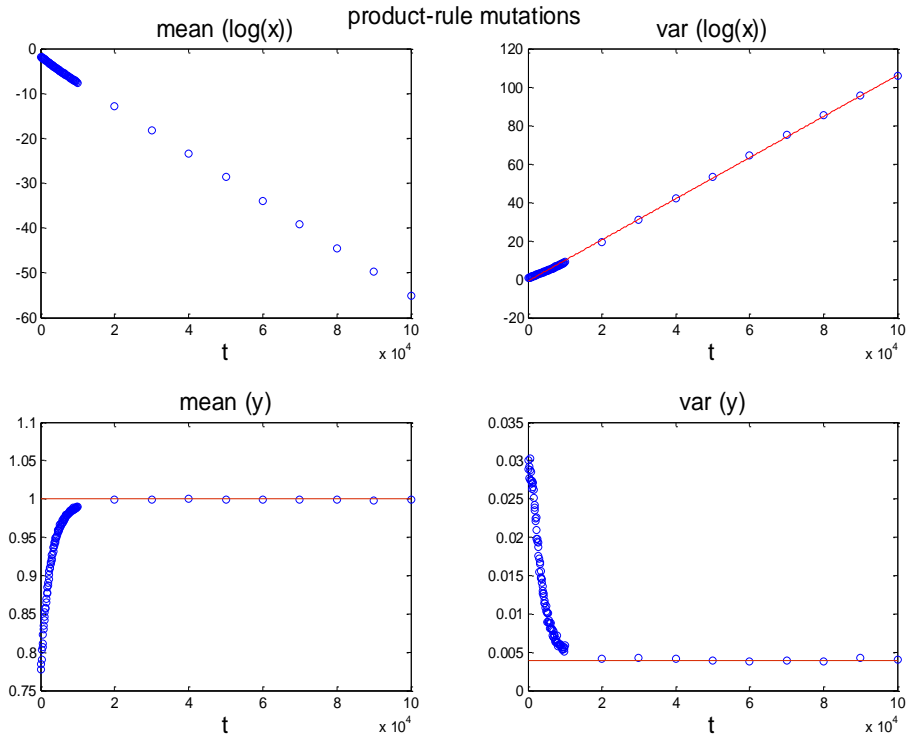 product-rule mutations
mean (log(x))
var (log(x))
0
-10
-20
-30
-40
-50
-60
0 2 4 6 8 10
x 10^4
t
120
100
80
60
40
20
0
-20
0 2 4 6 8 10
x 10^4
t
mean (y)
var (y)
1.1
1.05
1
0.95
0.9
0.85
0.8
0.75
0 2 4 6 8 10
x 10^4
t
0.035
0.03
0.025
0.02
0.015
0.01
0.005
0
0 2 4 6 8 10
x 10^4
t